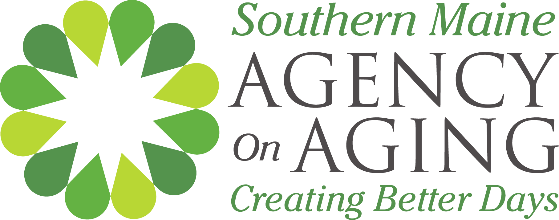 Southern Maine
AGENCY
On AGING
Creating Better Days